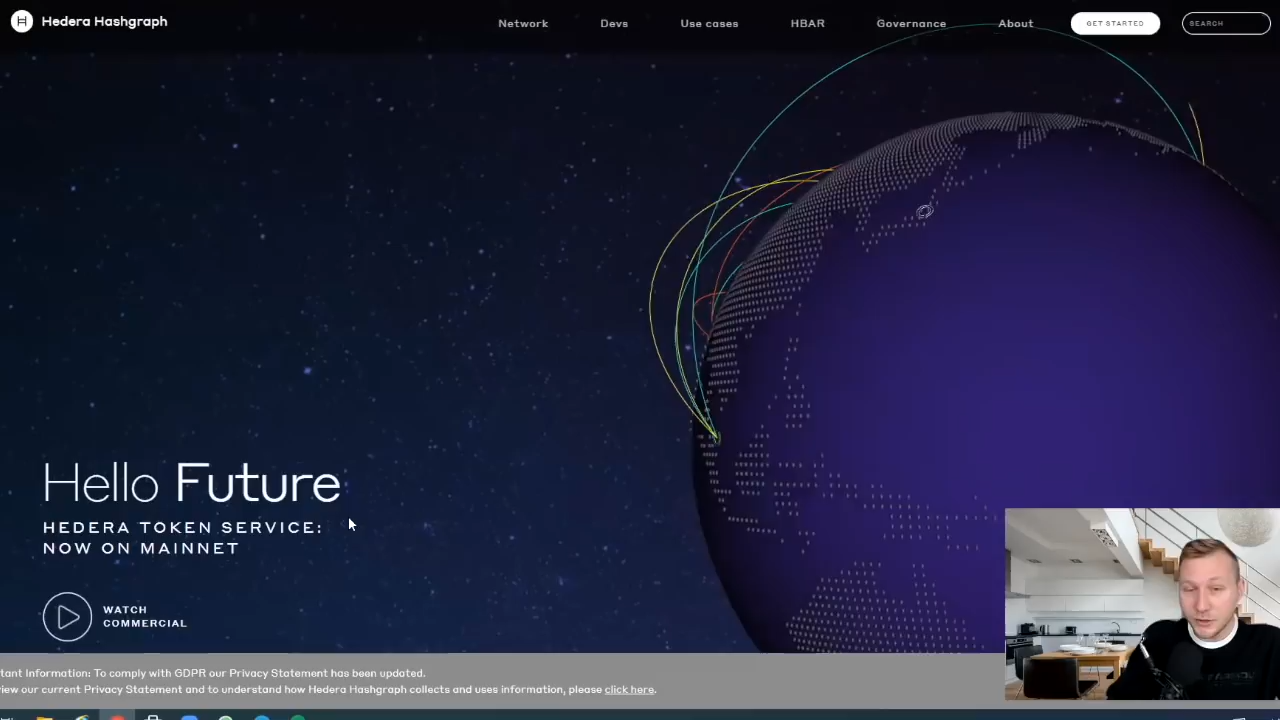 Hedera Hashgraph
Network Devs Use cases HBAR Governance About GET STARTED SEARCH
Hello Future
HEDERA TOKEN SERVICE:
NOW ON MAINNET
WATCH
COMMERCIAL
tant Information: To comply with GDPR our Privacy Statement has been updated.
view our current Privacy Statement and to understand how Hedera Hashgraph collects and uses information, please click here.